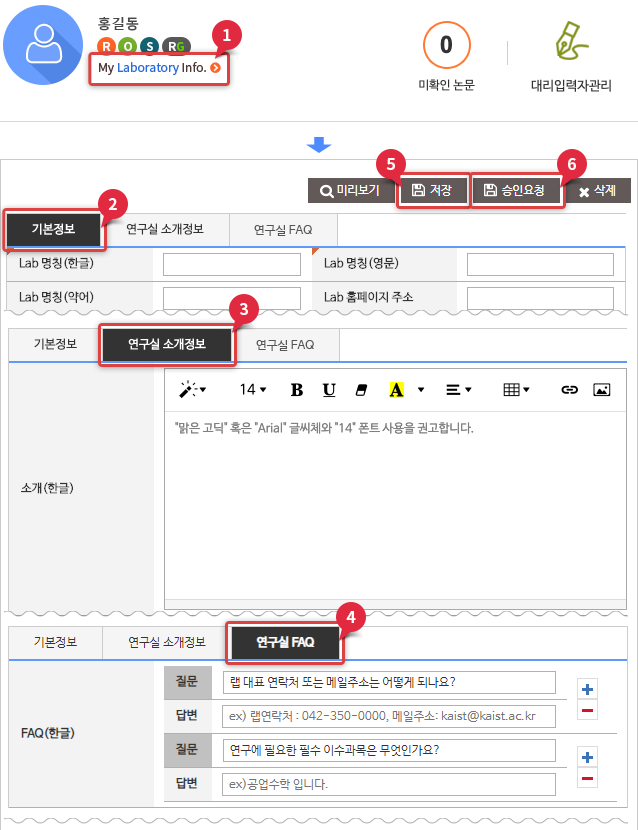 홍길동
R O S RG
1
My Laboratory Info.
0
미확인 논문
대리입력자관리
5
6
미리보기
저장
승인요청
삭제
2
기본정보
연구실 소개정보
연구실 FAQ
Lab 명칭(한글)
Lab 명칭(영문)
Lab 명칭(약어)
Lab 홈페이지 주소
3
기본정보
연구실 소개정보
연구실 FAQ
14 B U A
"맑은 고딕" 혹은 "Arial" 글씨체와 "14" 폰트 사용을 권고합니다.
소개(한글)
4
기본정보
연구실 소개정보
연구실 FAQ
FAQ(한글)
질문
랩 대표 연락처 또는 메일주소는 어떻게 되나요?
답변
ex) 랩연락처 : 042-350-0000, 메일주소: kaist@kaist.ac.kr
질문
연구에 필요한 필수 이수과목은 무엇인가요?
답변
ex)공업수학 입니다.